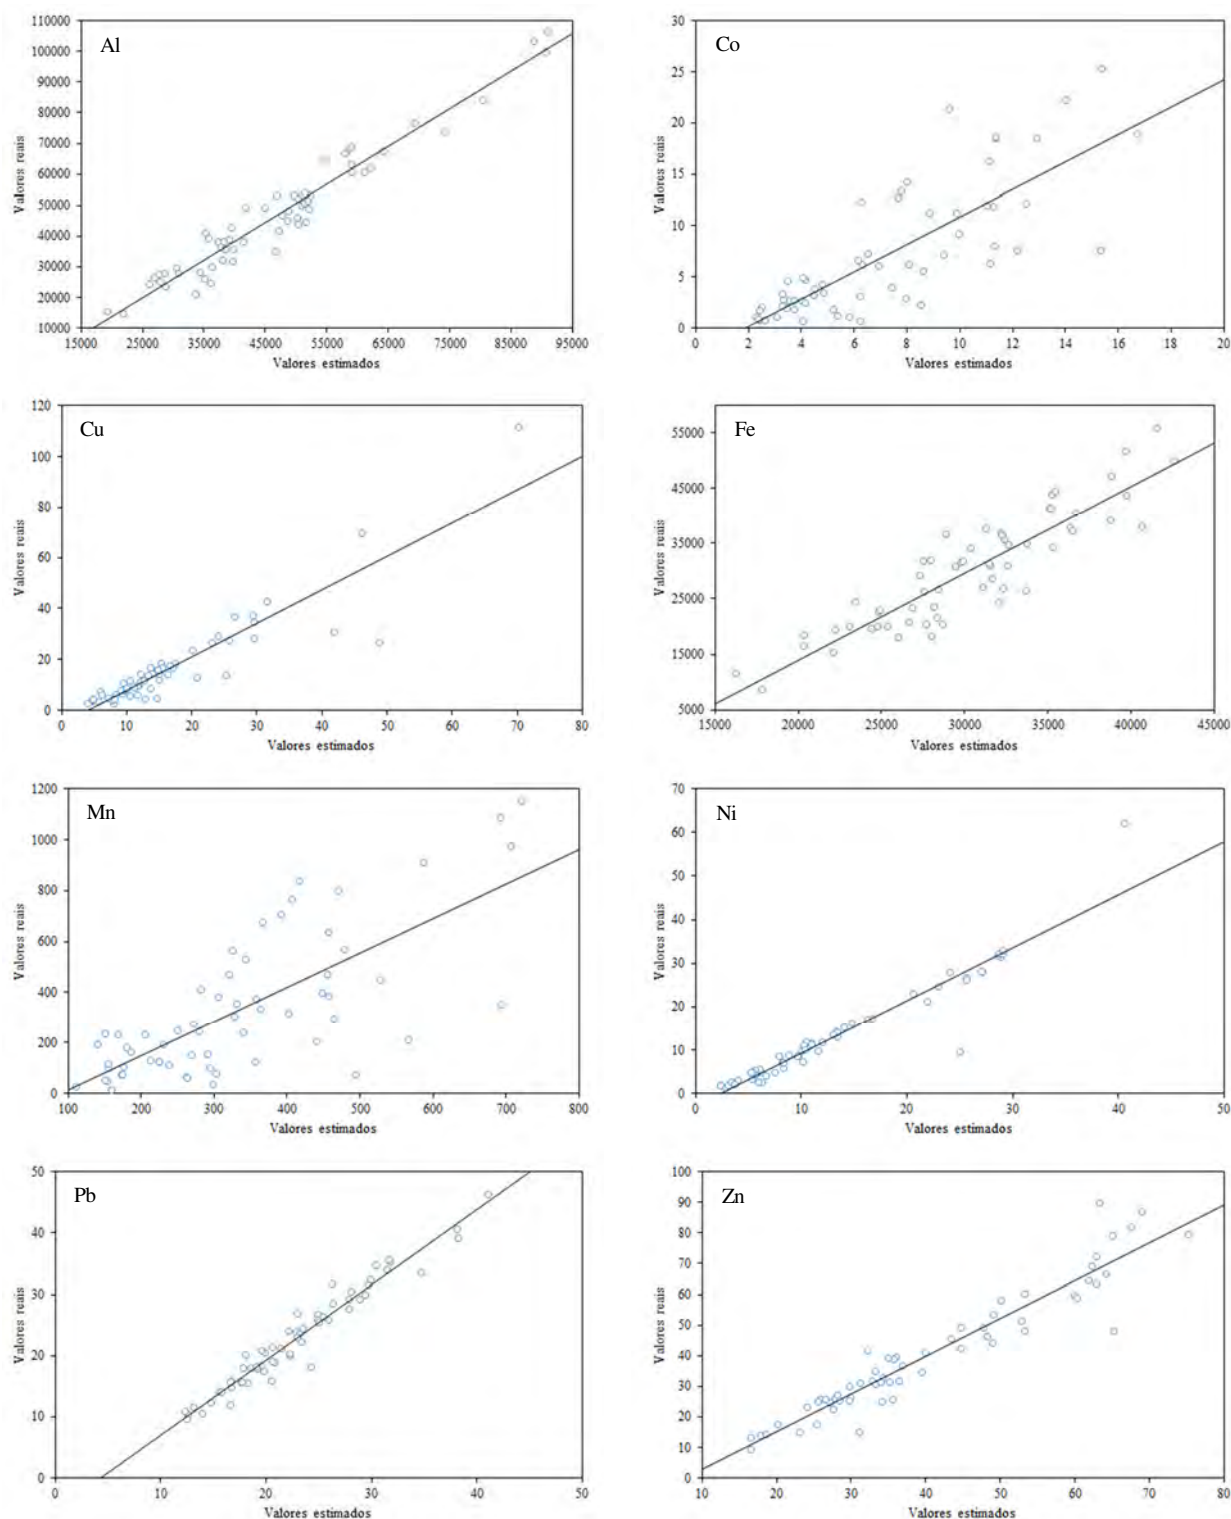 Al
110000
100000
90000
80000
70000
60000
50000
40000
30000
20000
10000
Valores reais
15000 25000 35000 45000 55000 65000 75000 85000 95000
Valores estimados
Co
30
25
20
15
10
5
0
Valores reais
0 2 4 6 8 10 12 14 16 18 20
Valores estimados
Cu
120
100
80
60
40
20
0
Valores reais
0 10 20 30 40 50 60 70 80
Valores estimados
Fe
55000
45000
35000
25000
15000
5000
Valores reais
15000 20000 25000 30000 35000 40000 45000
Valores estimados
Mn
1200
1000
800
600
400
200
0
Valores reais
100 200 300 400 500 600 700 800
Valores estimados
Ni
70
60
50
40
30
20
10
0
Valores reais
0 10 20 30 40 50
Valores estimados
Pb
50
40
30
20
10
0
Valores reais
0 10 20 30 40 50
Valores estimados
Zn
100
90
80
70
60
50
40
30
20
10
0
Valores reais
10 20 30 40 50 60 70 80
Valores estimados